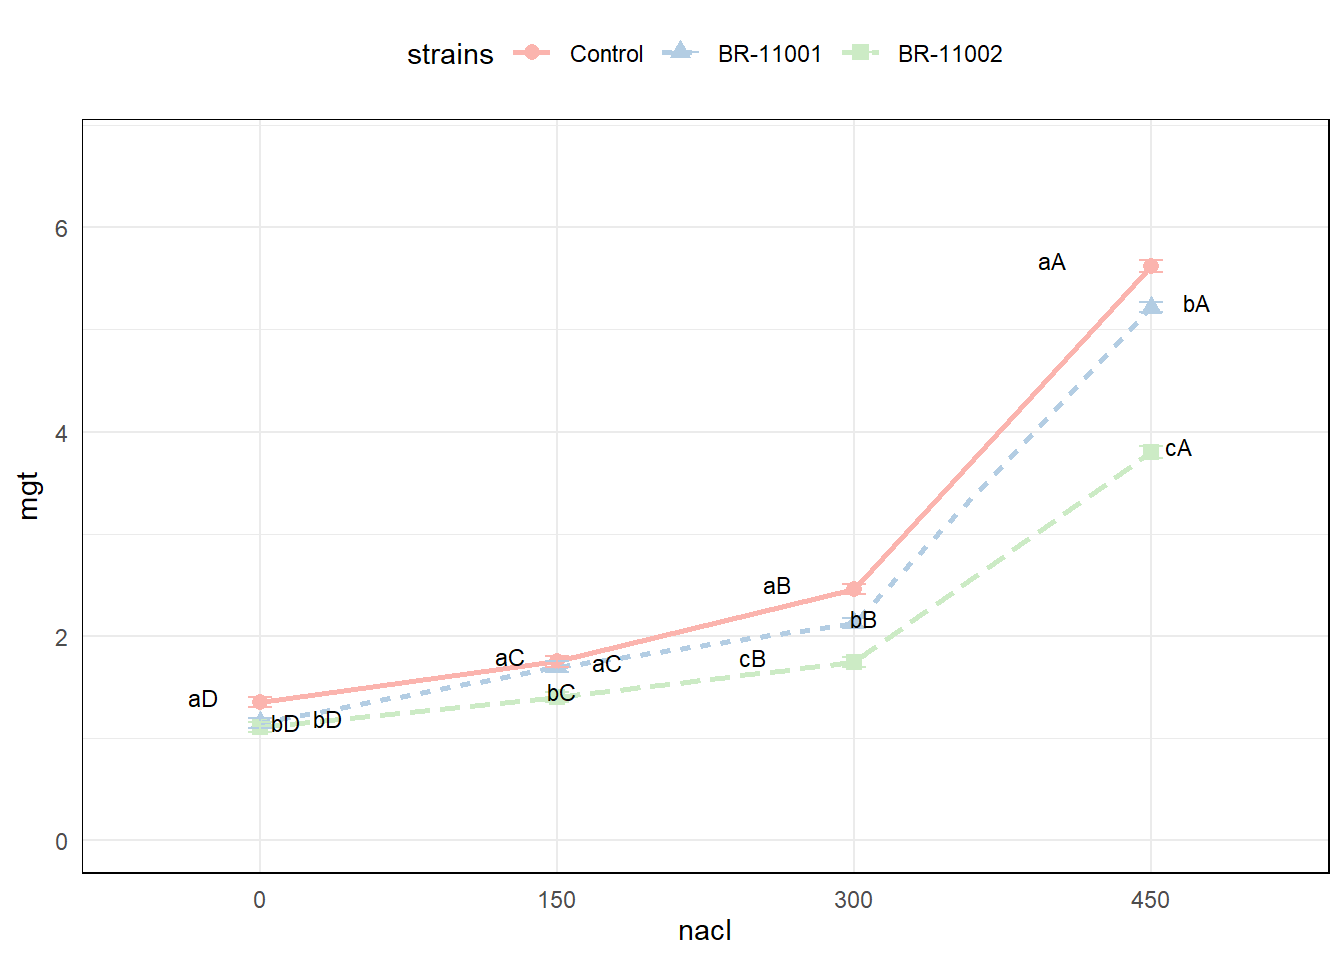 strains Control BR-11001 BR-11002
6
aA
bA
4
cA
mgt
aB
bB
2
aC
aC
cB
aD
bC
bD
bD
0
0 150 300 450
nacl